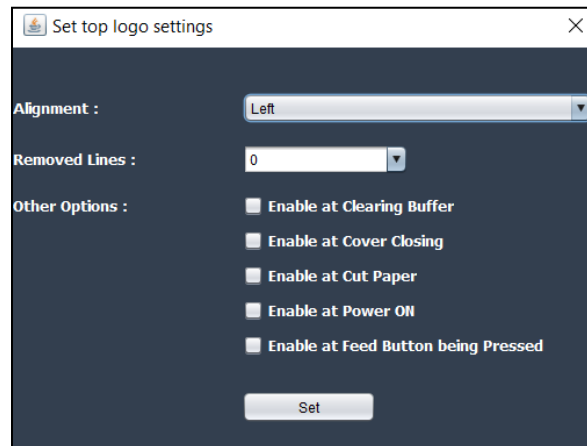 Set top logo settings
Alignment : Left
Removed Lines : 0
Other Options : Enable at Clearing Buffer
Enable at Cover Closing
Enable at Cut Paper
Enable at Power ON
Enable at Feed Button being Pressed
Set